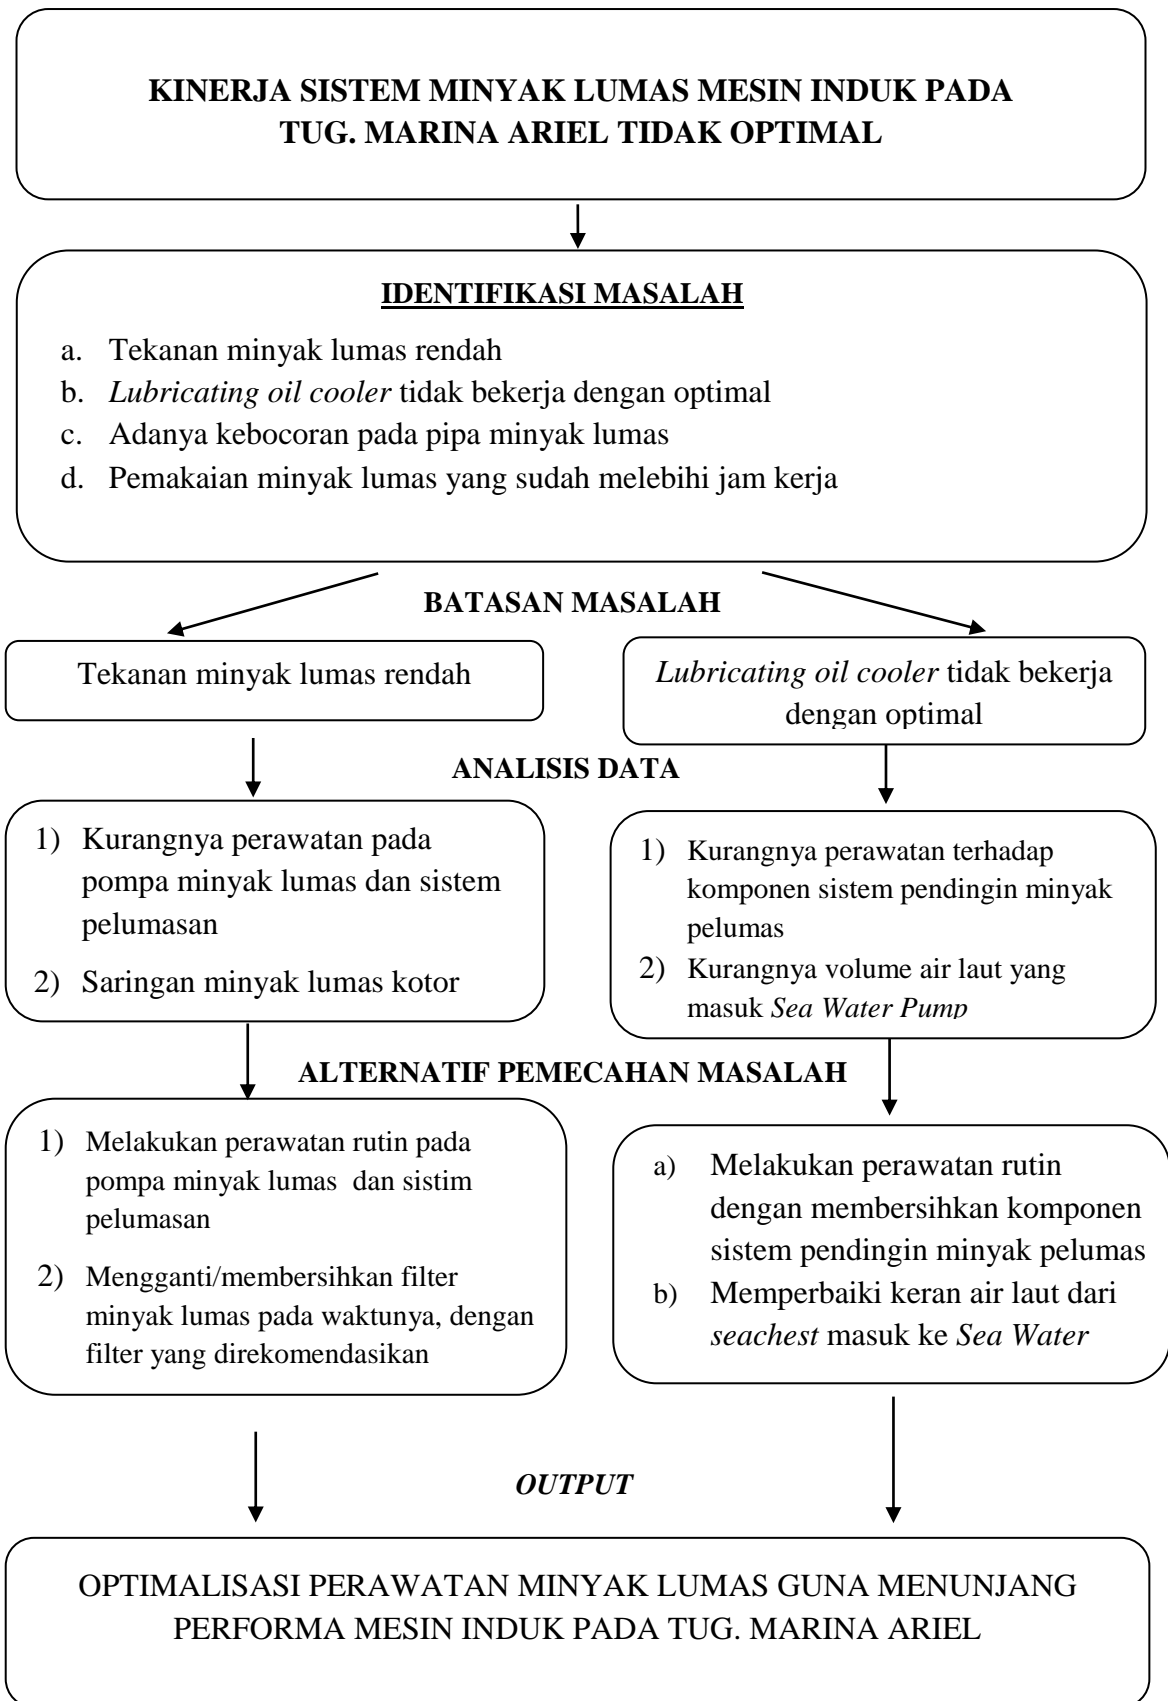 KINERJA SISTEM MINYAK LUMAS MESIN INDUK PADA
TUG. MARINA ARIEL TIDAK OPTIMAL
IDENTIFIKASI MASALAH
a. Tekanan minyak lumas rendah
b. Lubricating oil cooler tidak bekerja dengan optimal
c. Adanya kebocoran pada pipa minyak lumas
d. Pemakaian minyak lumas yang sudah melebihi jam kerja
BATASAN MASALAH
Tekanan minyak lumas rendah
Lubricating oil cooler tidak bekerja
dengan optimal
ANALISIS DATA
1) Kurangnya perawatan pada
pompa minyak lumas dan sistem
pelumasan
2) Saringan minyak lumas kotor
1) Kurangnya perawatan terhadap
komponen sistem pendingin minyak
pelumas
2) Kurangnya volume air laut yang
masuk Sea Water Pump
ALTERNATIF PEMECAHAN MASALAH
1) Melakukan perawatan rutin pada
pompa minyak lumas dan sistim
pelumasan
2) Mengganti/membersihkan filter
minyak lumas pada waktunya, dengan
filter yang direkomendasikan
a) Melakukan perawatan rutin
dengan membersihkan komponen
sistem pendingin minyak pelumas
b) Memperbaiki keran air laut dari
seachest masuk ke Sea Water
OUTPUT
OPTIMALISASI PERAWATAN MINYAK LUMAS GUNA MENUNJANG
PERFORMA MESIN INDUK PADA TUG. MARINA ARIEL